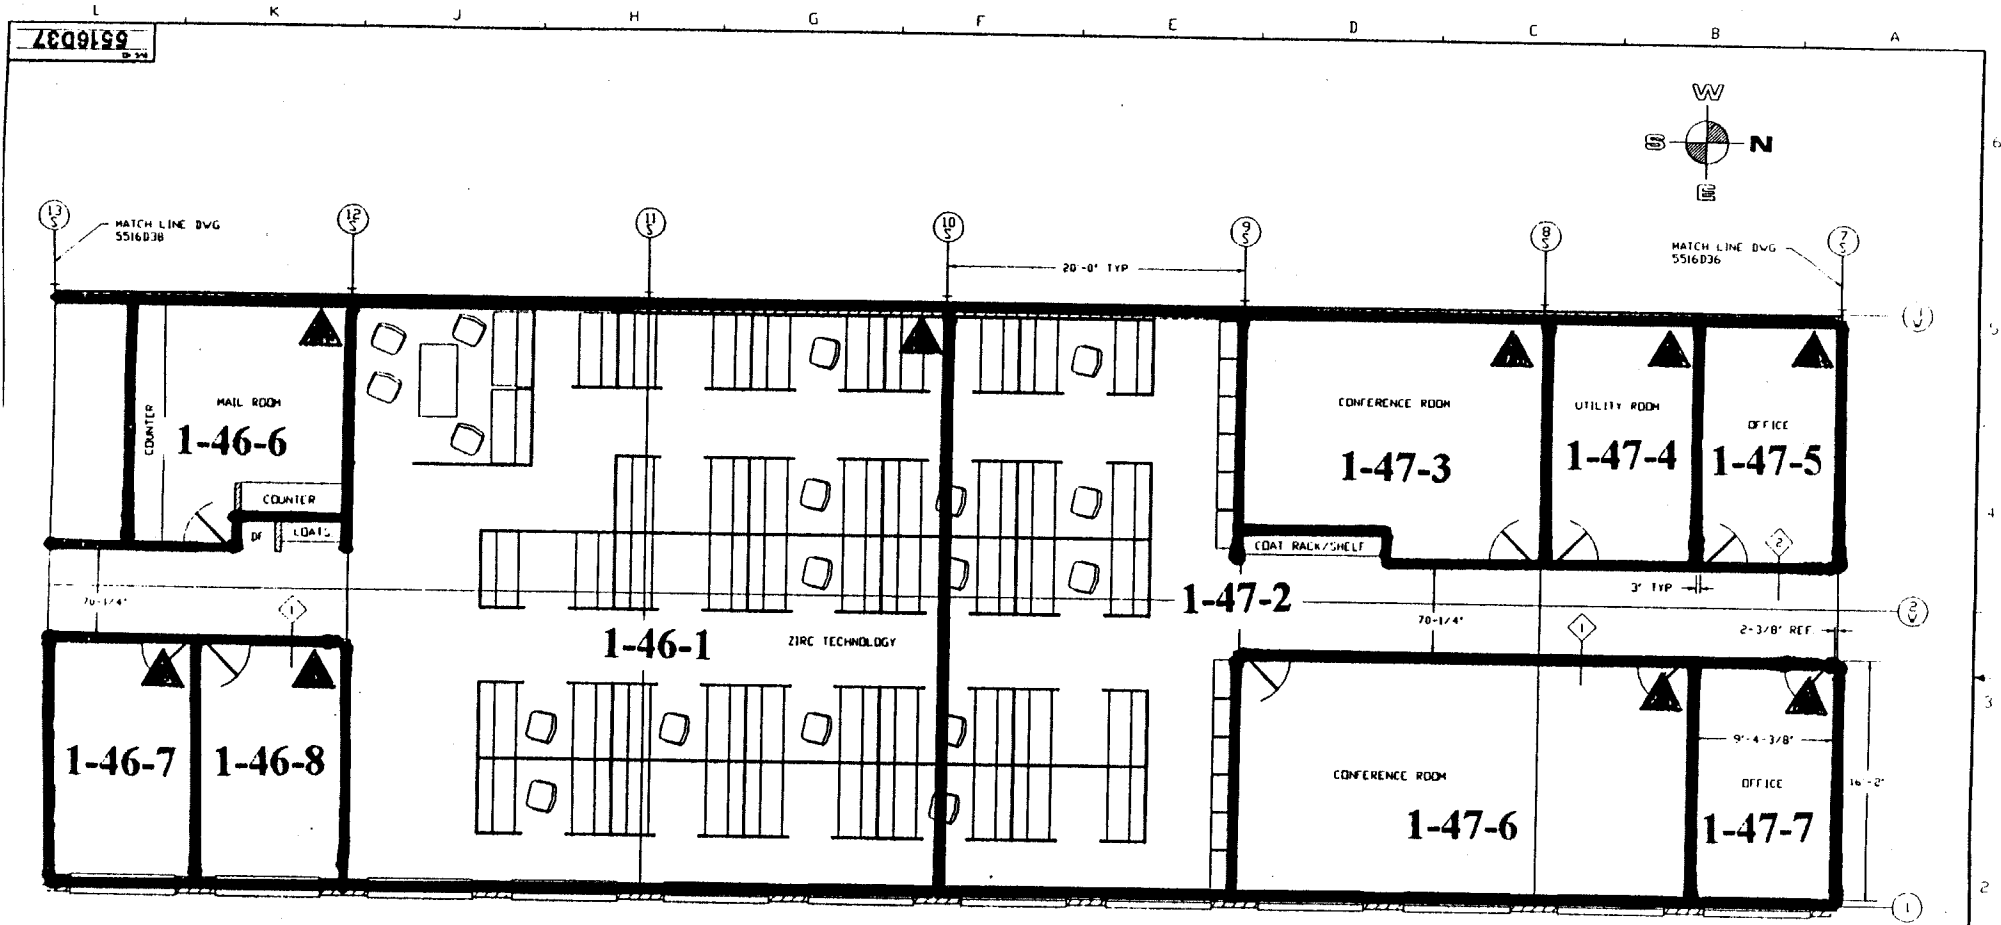 L K J H G F E D C B A
5516D37
W
S N
E
6
13 S
12 S
11 S
10 S
9 S
8 S
7 S
MATCH LINE DWG
5516D38
MATCH LINE DWG
5516D36
20'-0" TYP
5
MAIL ROOM
COUNTER
1-46-6
COUNTER
DF
COATS
CONFERENCE ROOM
1-47-3
UTILITY ROOM
1-47-4
OFFICE
1-47-5
4
COAT RACK/SHELF
2
1-47-2
3" TYP
2
70-1/4"
1
1-46-1
ZIRC TECHNOLOGY
70-1/4"
1
2-3/8" REF.
3
1-46-7
1-46-8
9'-4-3/8"
16'-2"
CONFERENCE ROOM
1-47-6
OFFICE
1-47-7
2
1